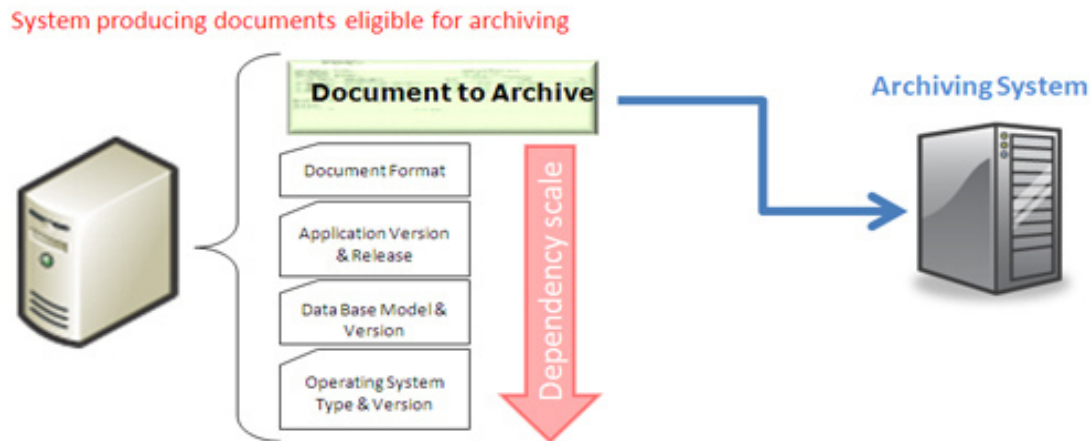 System producing documents eligible for archiving
Document to Archive
Archiving System
Document Format
Application Version
& Release
Data Base Model &
Version
Operating System
Type & Version
Dependency scale